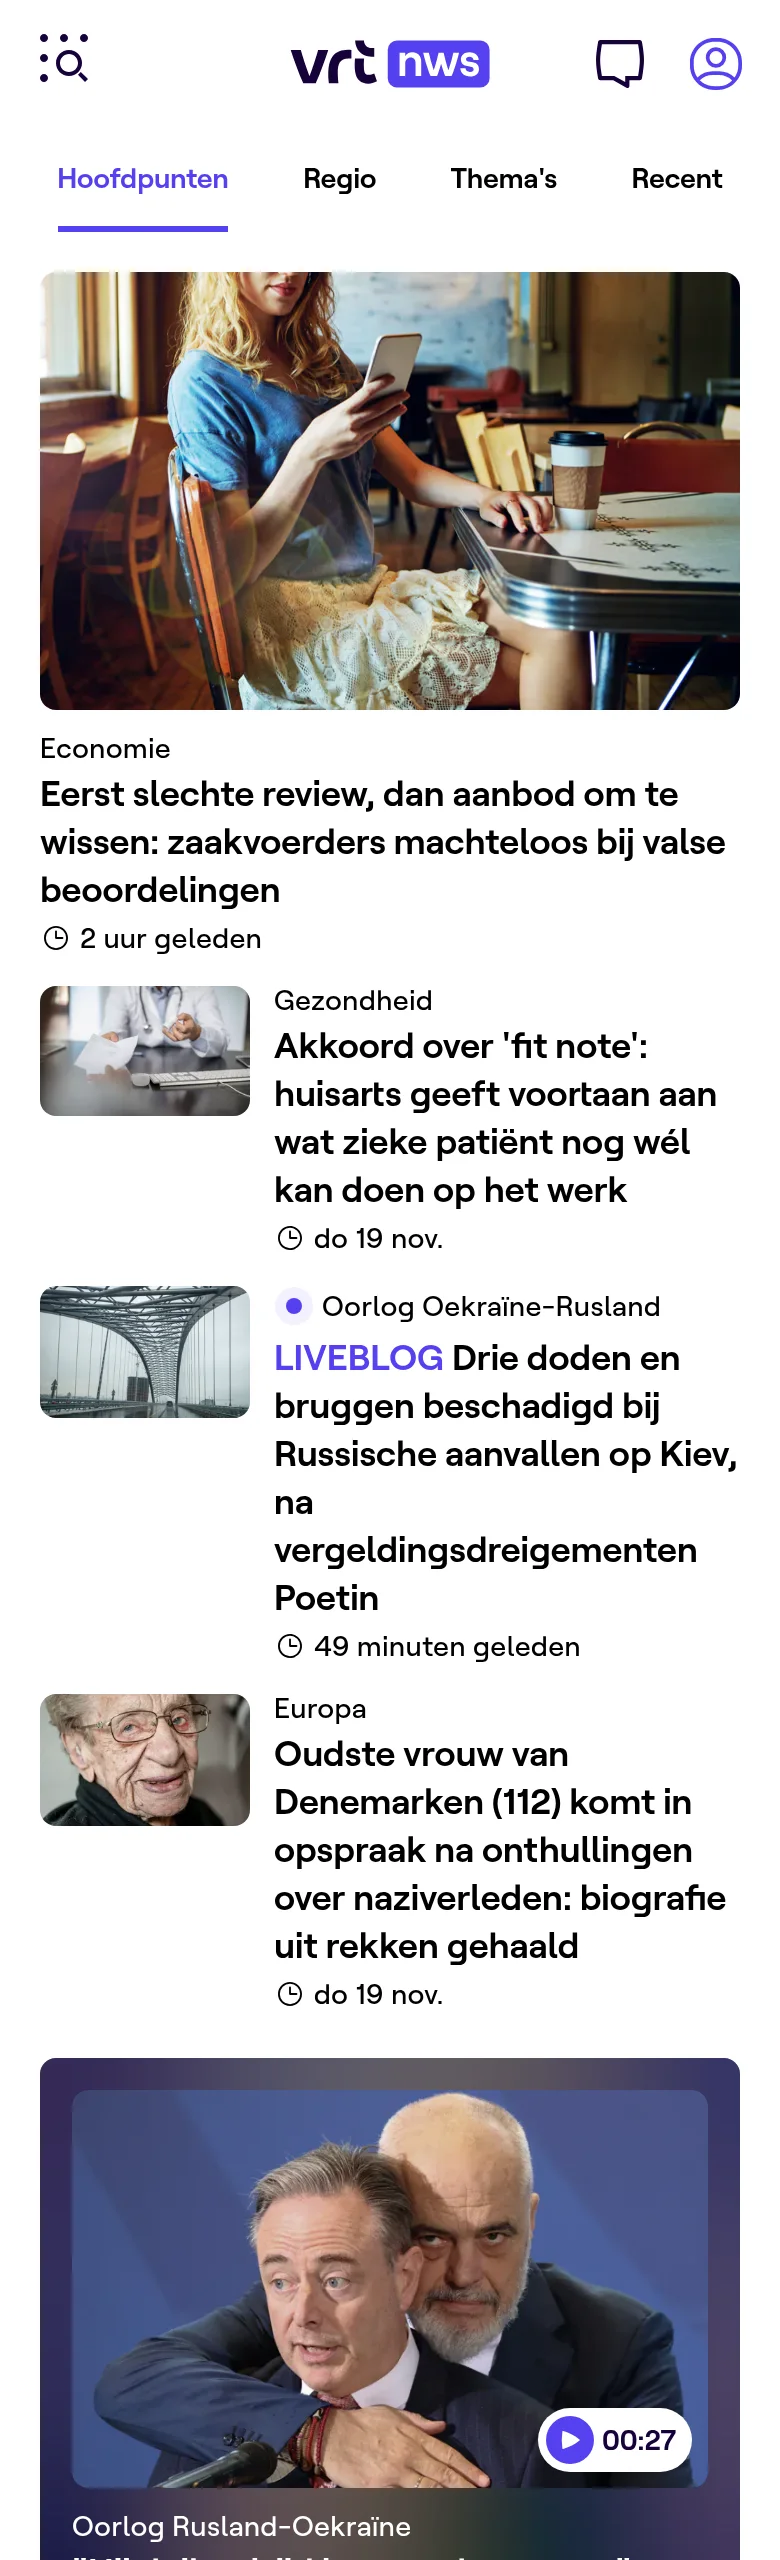 vrt nws
Hoofdpunten Regio Thema's Recent
Economie
Eerst slechte review, dan aanbod om te
wissen: zaakvoerders machteloos bij valse
beoordelingen
2 uur geleden
Gezondheid
Akkoord over 'fit note':
huisarts geeft voortaan aan
wat zieke patiënt nog wél
kan doen op het werk
do 19 nov.
Oorlog Oekraïne-Rusland
LIVEBLOG Drie doden en
bruggen beschadigd bij
Russische aanvallen op Kiev,
na
vergeldingsdreigementen
Poetin
49 minuten geleden
Europa
Oudste vrouw van
Denemarken (112) komt in
opspraak na onthullingen
over naziverleden: biografie
uit rekken gehaald
do 19 nov.
00:27
Oorlog Rusland-Oekraïne